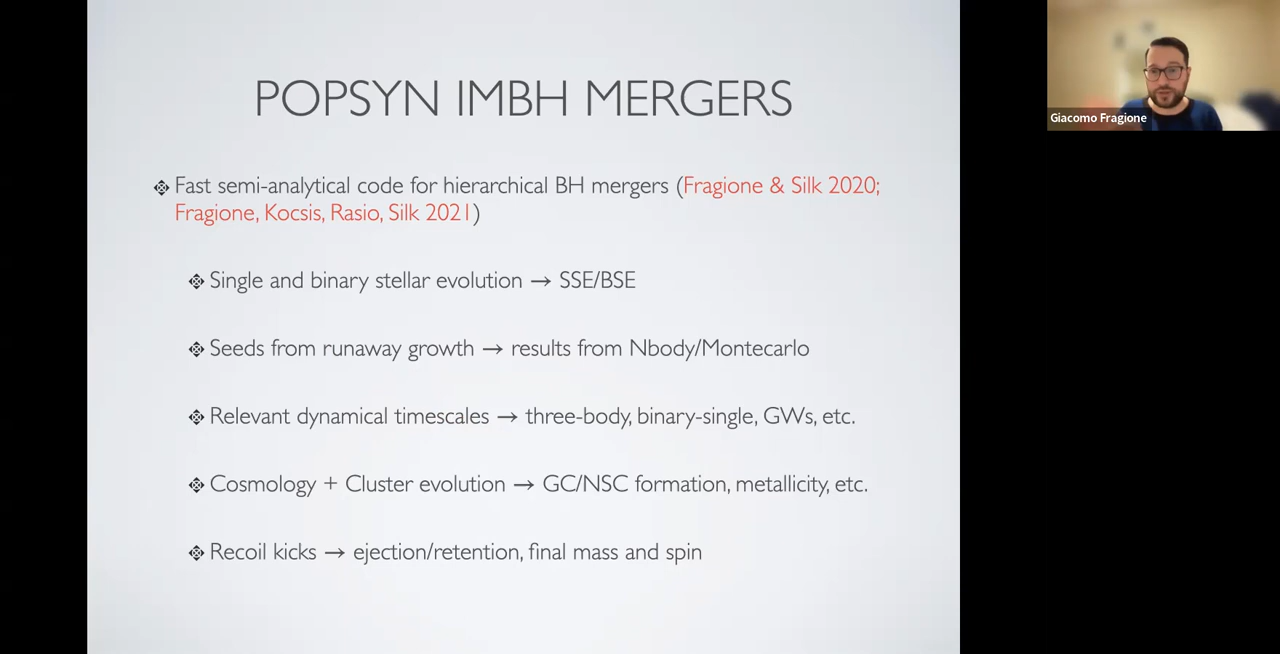 POPSYN IMBH MERGERS
Fast semi-analytical code for hierarchical BH mergers (Fragione & Silk 2020;
Fragione, Kocsis, Rasio, Silk 2021)
Single and binary stellar evolution → SSE/BSE
Seeds from runaway growth → results from Nbody/Montecarlo
Relevant dynamical timescales → three-body, binary-single, GWs, etc.
Cosmology + Cluster evolution → GC/NSC formation, metallicity, etc.
Recoil kicks → ejection/retention, final mass and spin
Giacomo Fragione